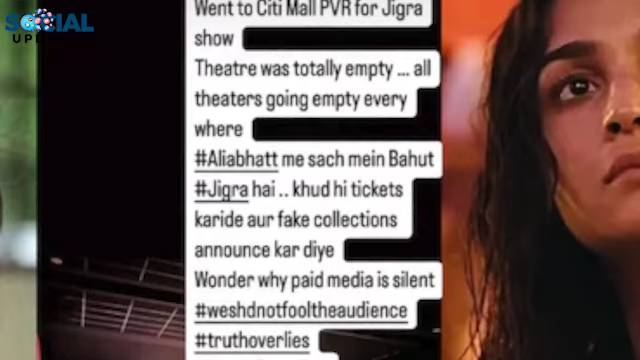 SOCIAL
UP
Went to Citi Mall PVR for Jigra
show
Theatre was totally empty ... all
theaters going empty every
where
#Aliabhatt me sach mein Bahut
#Jigra hai .. khud hi tickets
karide aur fake collections
announce kar diye
Wonder why paid media is silent
#weshdnotfooltheaudience
#truthoverlies